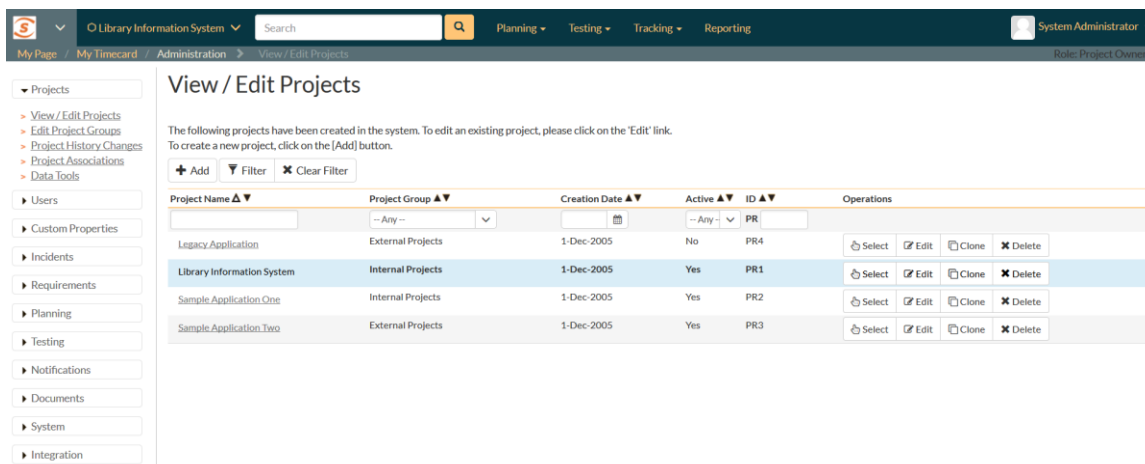 Library Information System Search Planning Testing Tracking Reporting System Administrator
My Page / My Timecard / Administration > View / Edit Projects Role: Project Owner
Projects
> View / Edit Projects
> Edit Project Groups
> Project History Changes
> Project Associations
> Data Tools
Users
Custom Properties
Incidents
Requirements
Planning
Testing
Notifications
Documents
System
Integration
View / Edit Projects
The following projects have been created in the system. To edit an existing project, please click on the 'Edit' link.
To create a new project, click on the [Add] button.
Add Filter Clear Filter
Project Name Project Group Creation Date Active ID Operations
-- Any -- -- Any - PR
Legacy Application External Projects 1-Dec-2005 No PR4 Select Edit Clone Delete
Library Information System Internal Projects 1-Dec-2005 Yes PR1 Select Edit Clone Delete
Sample Application One Internal Projects 1-Dec-2005 Yes PR2 Select Edit Clone Delete
Sample Application Two External Projects 1-Dec-2005 Yes PR3 Select Edit Clone Delete